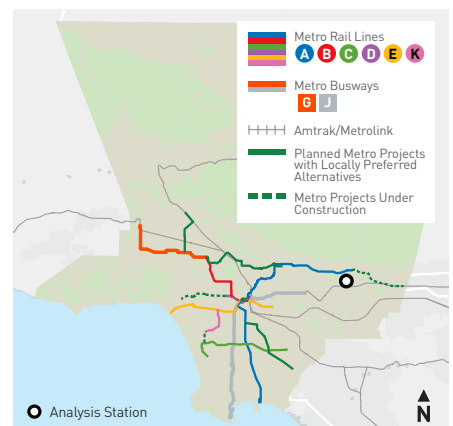 Metro Rail Lines
A B C D E K
Metro Busways
G J
Amtrak/Metrolink
Planned Metro Projects
with Locally Preferred
Alternatives
Metro Projects Under
Construction
Analysis Station
N